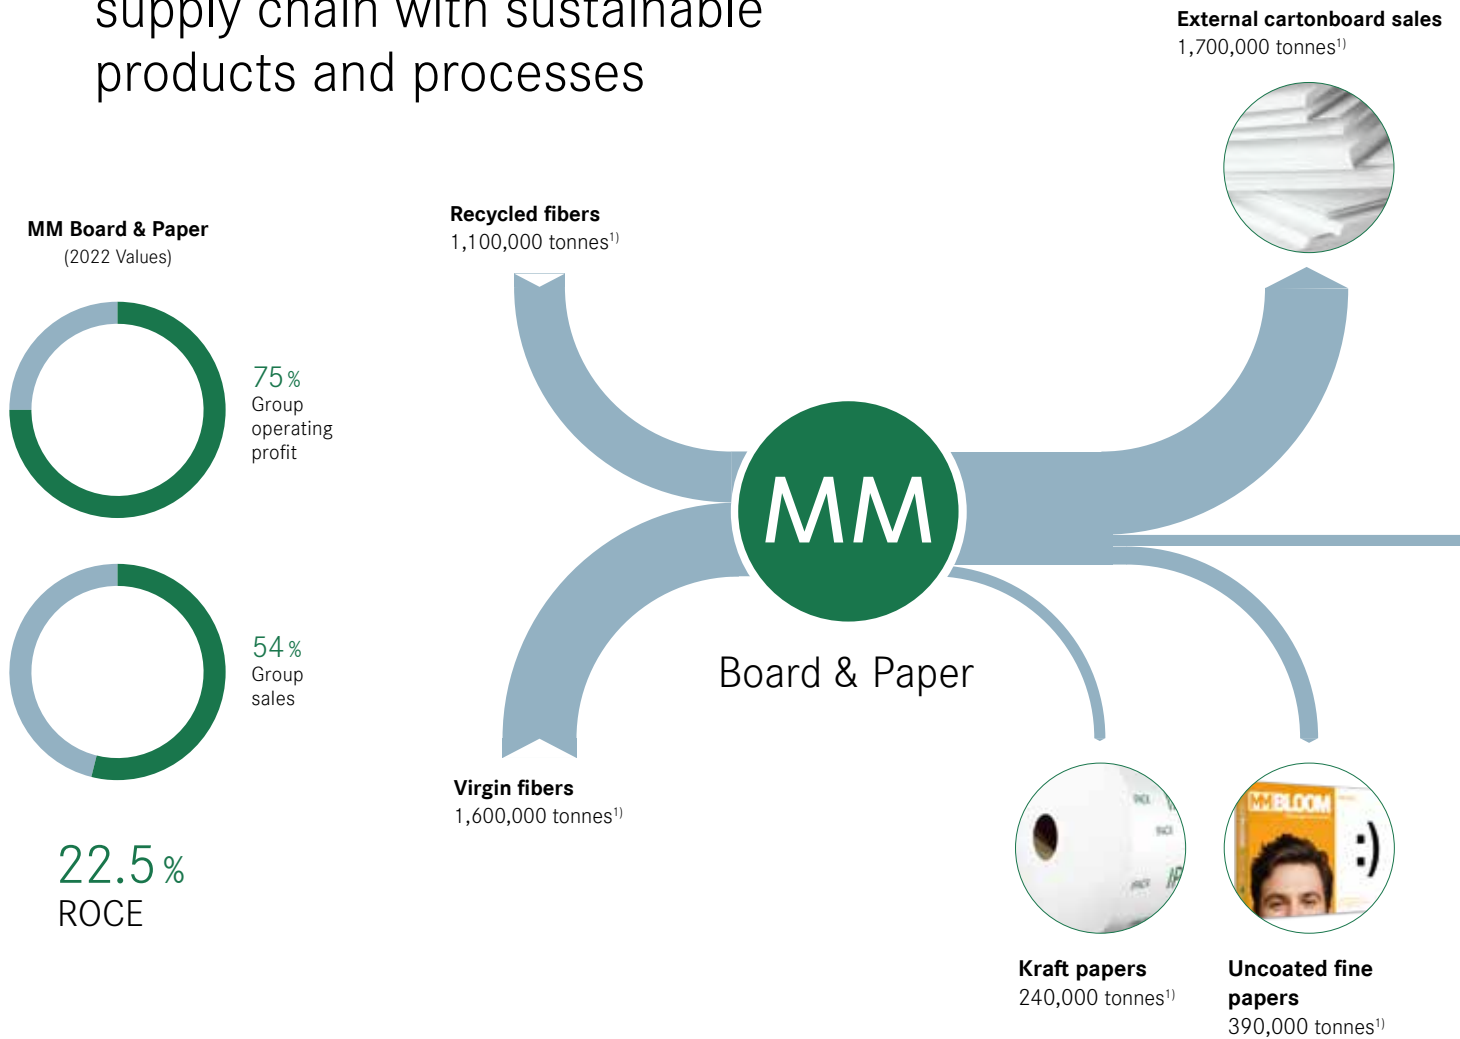 supply chain with sustainable
products and processes
External cartonboard sales
1,700,000 tonnes1)
MM Board & Paper
(2022 Values)
Recycled fibers
1,100,000 tonnes1)
75 %
Group
operating
profit
MM
54 %
Group
sales
Board & Paper
Virgin fibers
1,600,000 tonnes1)
22.5 %
ROCE
MM BLOOM
:)
Kraft papers
240,000 tonnes1)
Uncoated fine
papers
390,000 tonnes1)